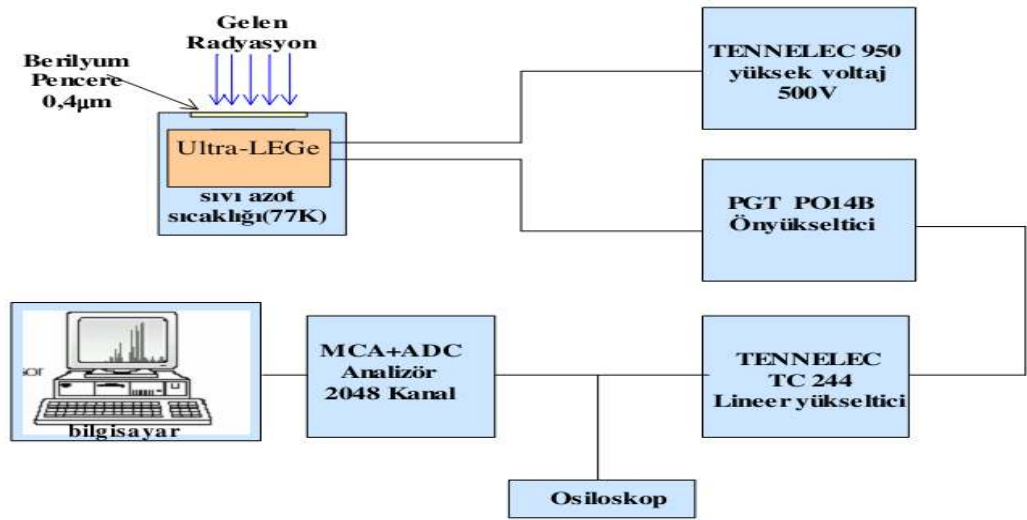 Gelen
Radyasyon
Berilyum
Pencere
0,4µm
TENNELEC 950
yüksek voltaj
500V
Ultra-LEGe
sıvı azot
sıcaklığı(77K)
PGT PO14B
Önyükseltici
MCA+ADC
Analizör
2048 Kanal
TENNELEC
TC 244
Lineer yükseltici
bilgisayar
Osiloskop